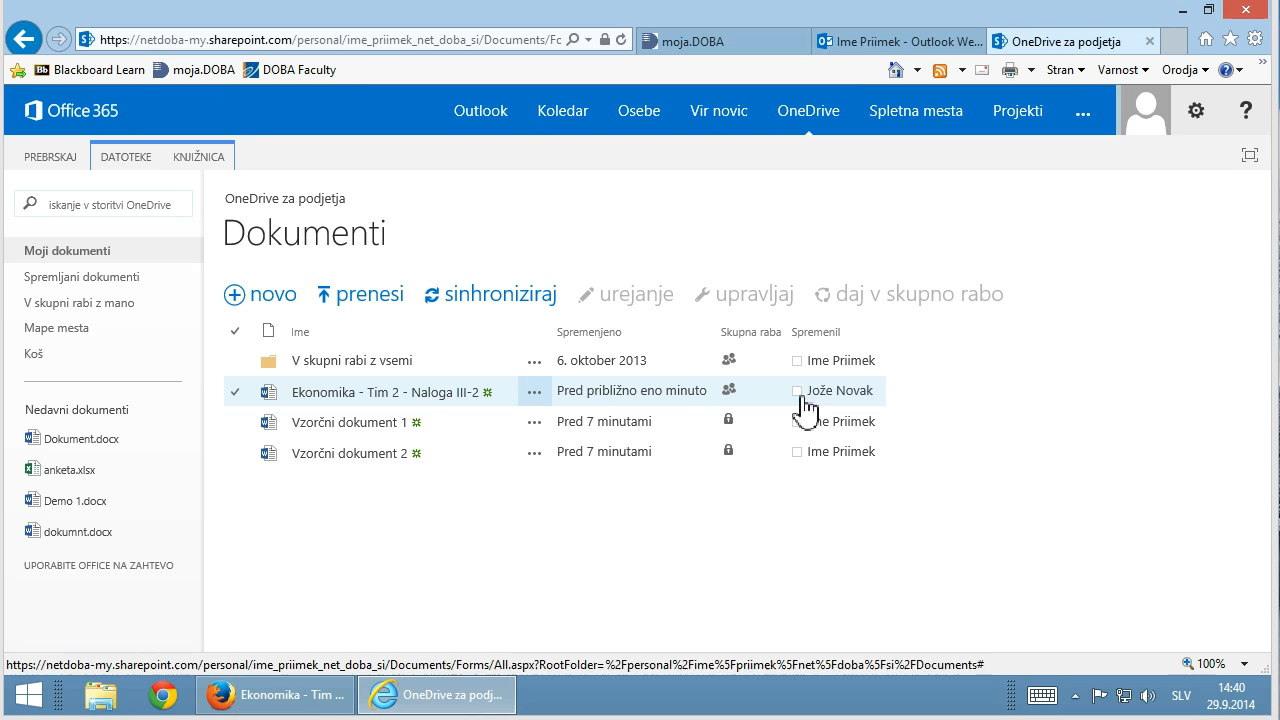 https://netdoba-my.sharepoint.com/personal/ime_priimek_net_doba_si/Documents/Fc
moja.DOBA
Ime Priimek - Outlook We...
OneDrive za podjetja
Bb Blackboard Learn
moja.DOBA
DOBA Faculty
Stran
Varnost
Orodja
Office 365
Outlook
Koledar
Osebe
Vir novic
OneDrive
Spletna mesta
Projekti
...
?
PREBRSKAJ
DATOTEKE
KNJIŽNICA
iskanje v storitvi OneDrive
Moji dokumenti
Spremljani dokumenti
V skupni rabi z mano
Mape mesta
Koš
Nedavni dokumenti
Dokument.docx
anketa.xlsx
Demo 1.docx
dokumnt.docx
UPORABITE OFFICE NA ZAHTEVO
OneDrive za podjetja
Dokumenti
novo
prenesi
sinhroniziraj
urejanje
upravljaj
daj v skupno rabo
Ime Spremenjeno Skupna raba Spremenil
V skupni rabi z vsemi ... 6. oktober 2013 Ime Priimek
Ekonomika - Tim 2 - Naloga III-2 ... Pred približno eno minuto Jože Novak
Vzorčni dokument 1 ... Pred 7 minutami Ime Priimek
Vzorčni dokument 2 ... Pred 7 minutami Ime Priimek
https://netdoba-my.sharepoint.com/personal/ime_priimek_net_doba_si/Documents/Forms/All.aspx?RootFolder=%2Fpersonal%2Fime%5Fpriimek%5Fnet%5Fdoba%5Fsi%2FDocuments#
100%
Ekonomika - Tim ...
OneDrive za podj...
SLV
14:40
29.9.2014